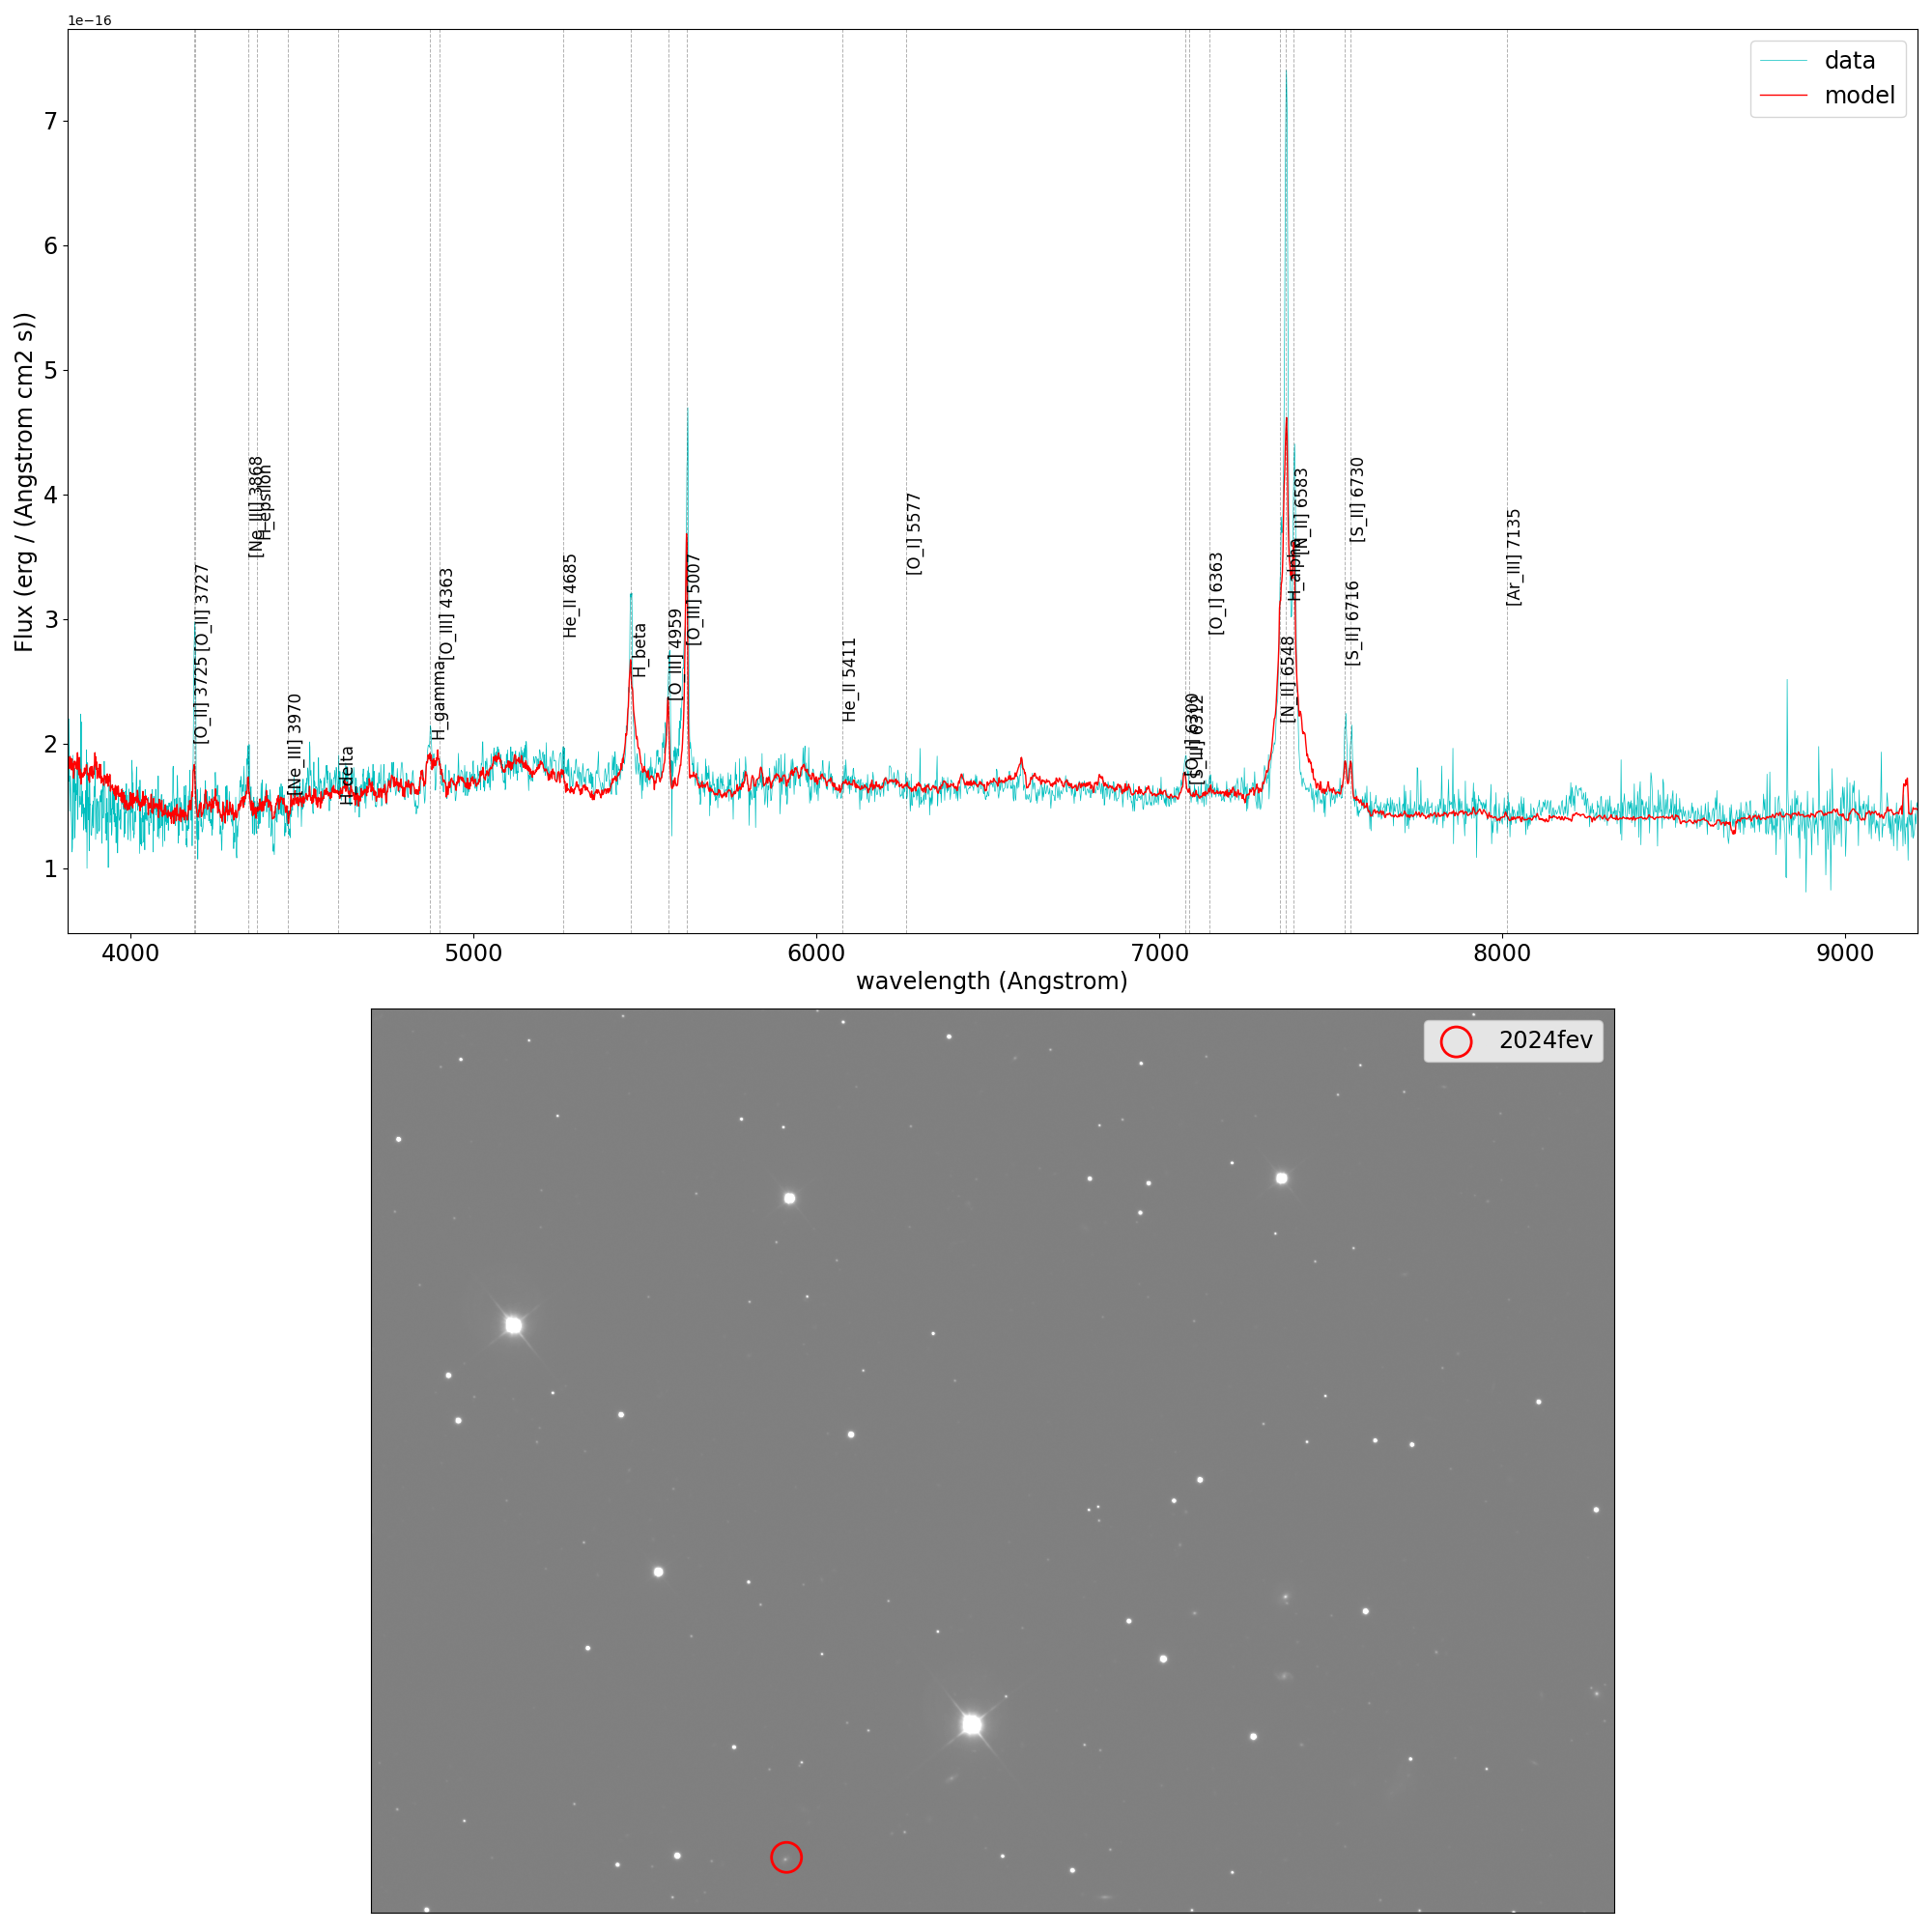 1e−16
data
model
Flux (erg / (Angstrom cm2 s))
7
6
5
4
3
2
1
[O_II] 3725
[O_II] 3727
[Ne_III] 3868
H_epsilon
[Ne_III] 3970
H_delta
H_gamma
[O_III] 4363
He_II 4685
H_beta
[O_III] 4959
[O_III] 5007
He_II 5411
[O_I] 5577
[O_I] 6300
[S_III] 6312
[O_I] 6363
[N_II] 6548
H_alpha
[N_II] 6583
[S_II] 6716
[S_II] 6730
[Ar_III] 7135
4000 5000 6000 7000 8000 9000
wavelength (Angstrom)
2024fev